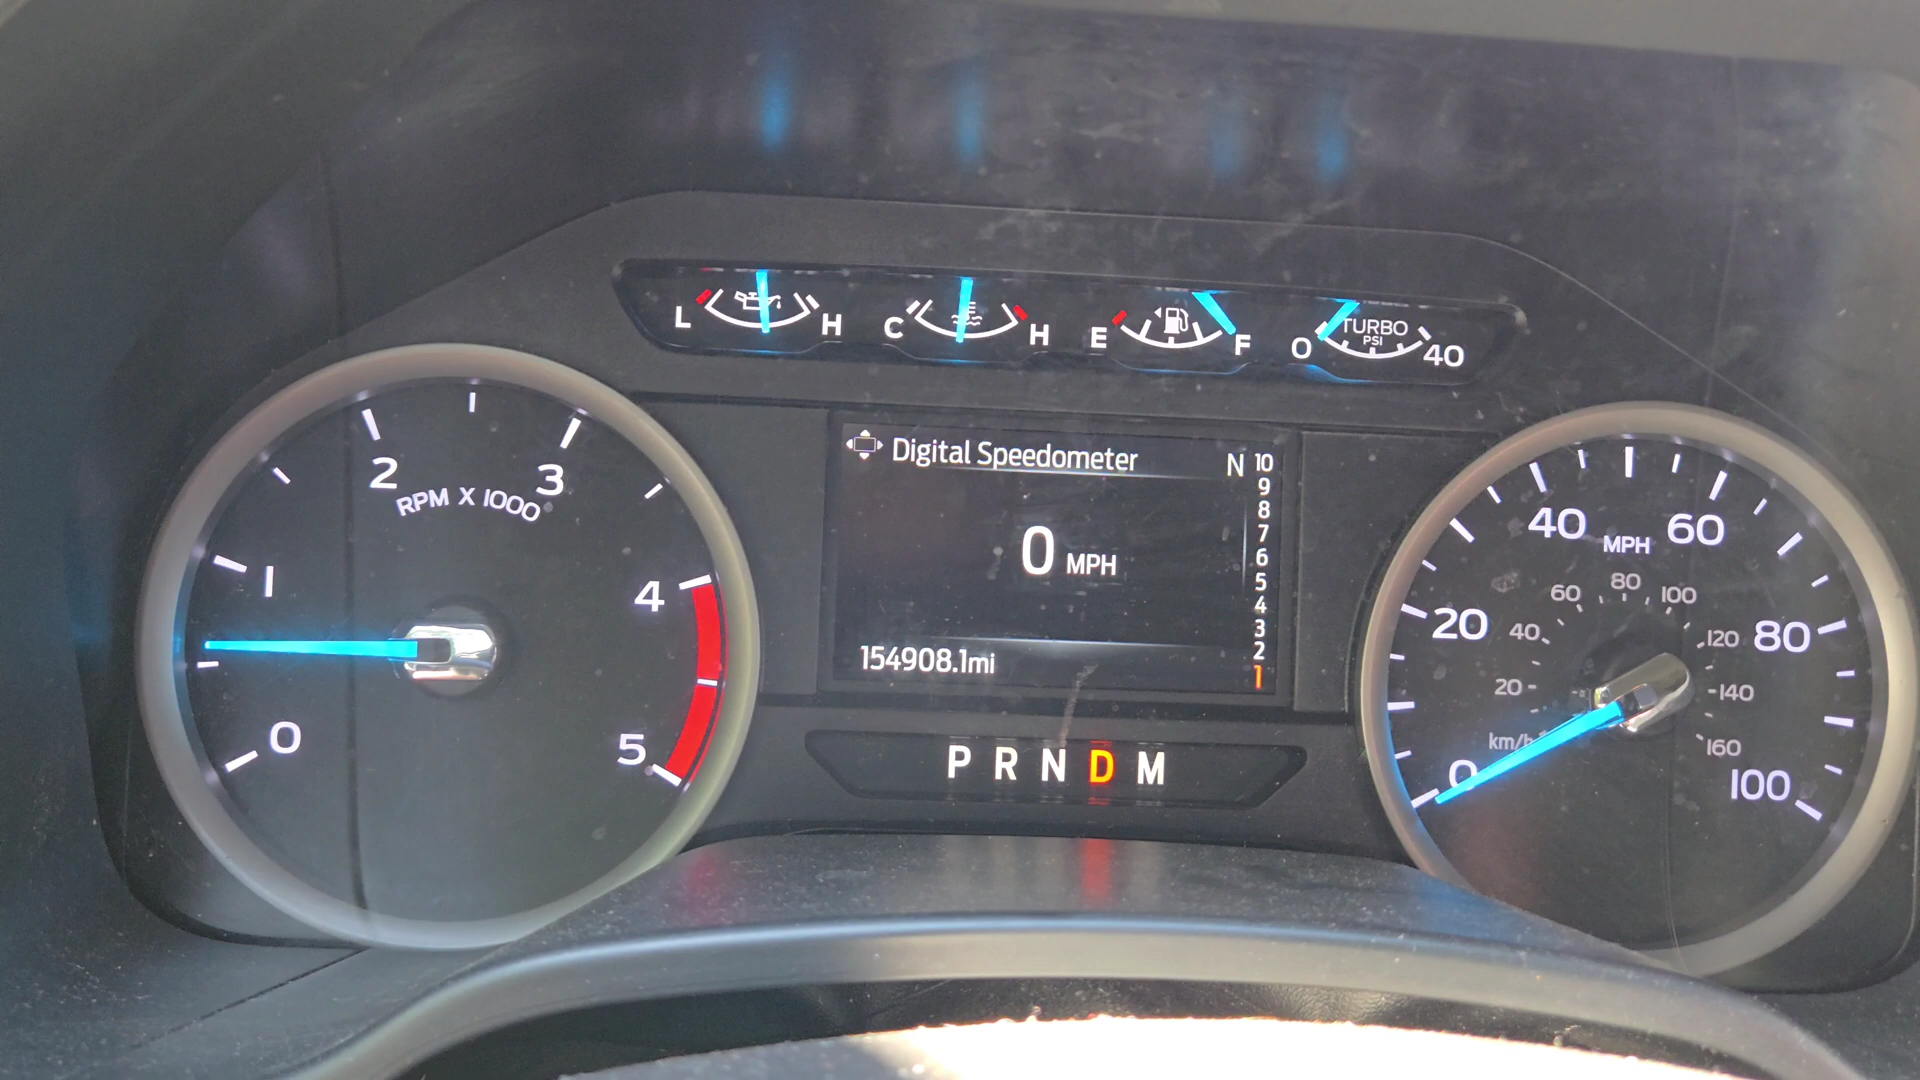 L H C H E F 0 TURBO PSI 40
0 1 2 3 4 5
RPM X 1000
Digital Speedometer
0 MPH
154908.1mi
N 10
9
8
7
6
5
4
3
2
1
P R N D M
0 20 40 60 80 100
MPH
20 40 60 80 100 120 140 160
km/h